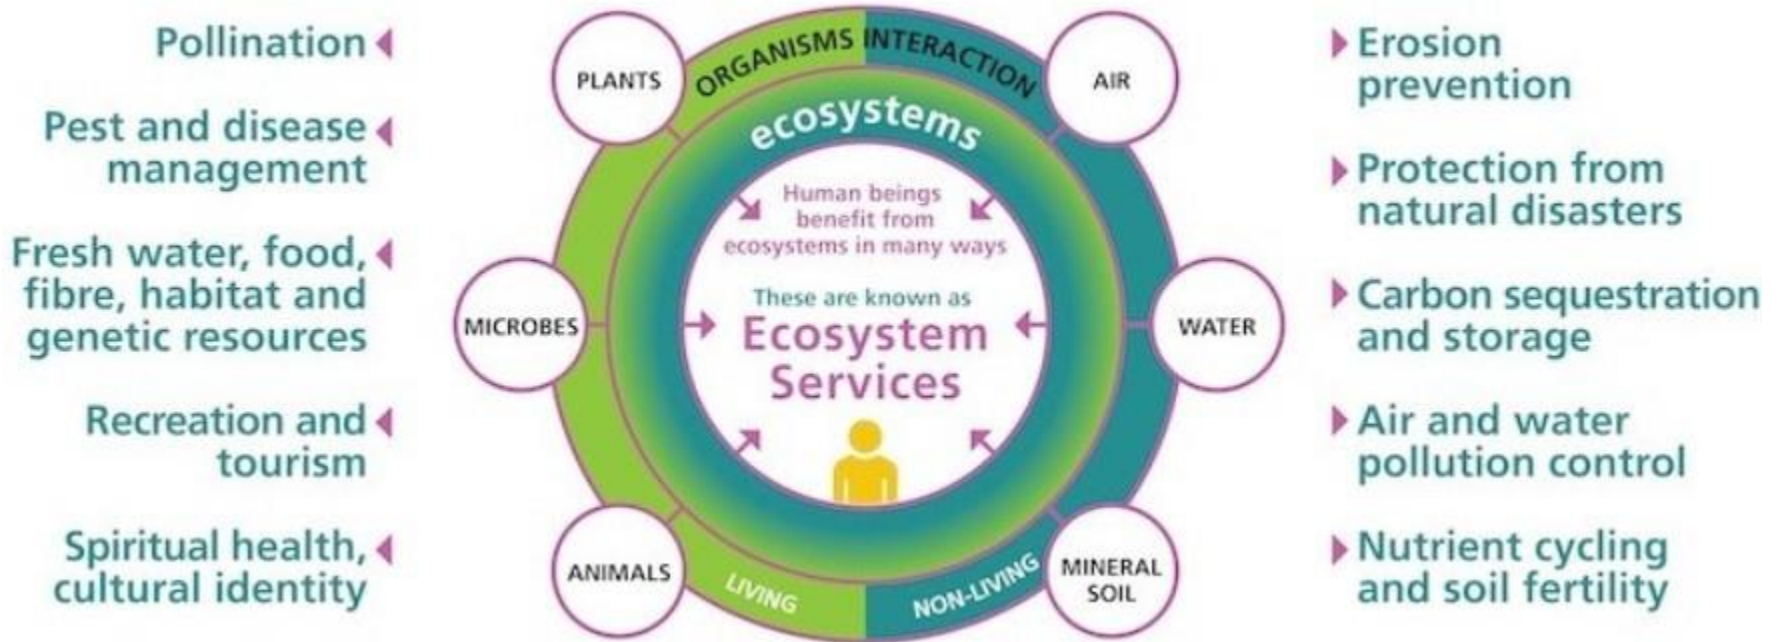 Pollination
Pest and disease
management
Fresh water, food,
fibre, habitat and
genetic resources
Recreation and
tourism
Spiritual health,
cultural identity
ORGANISMS INTERACTION
PLANTS
AIR
MICROBES
WATER
ANIMALS
MINERAL
SOIL
LIVING
NON-LIVING
ecosystems
Human beings
benefit from
ecosystems in many ways
These are known as
Ecosystem
Services
Erosion
prevention
Protection from
natural disasters
Carbon sequestration
and storage
Air and water
pollution control
Nutrient cycling
and soil fertility